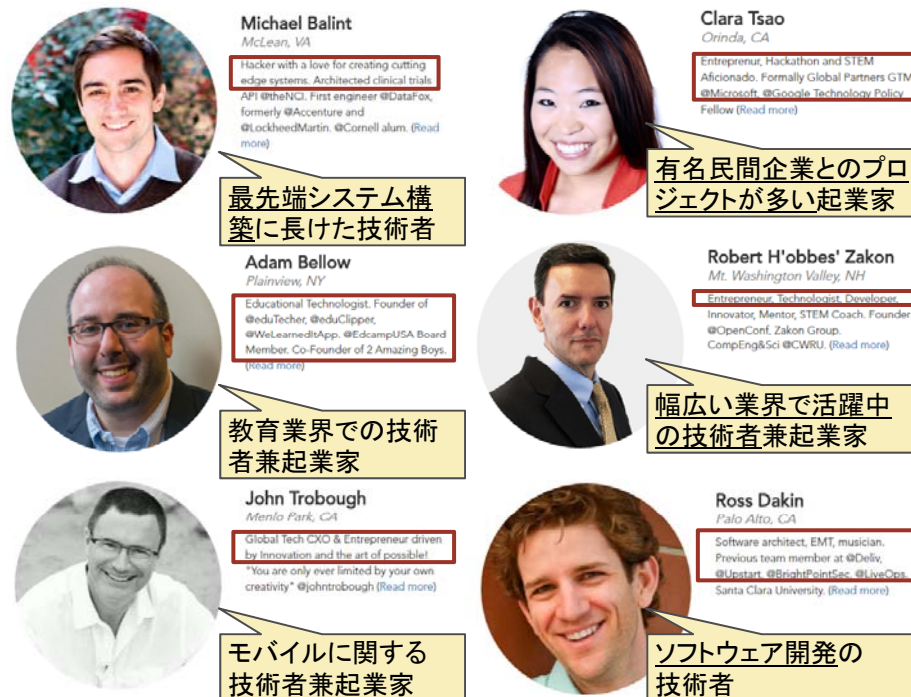 Michael Balint
McLean, VA
Hacker with a love for creating cutting
edge systems. Architected clinical trials
API @theNCI. First engineer @DataFox,
formerly @Accenture and
@LockheedMartin. @Cornell alum. (Read
more)
最先端システム構
築に長けた技術者
Clara Tsao
Orinda, CA
Entreprenur, Hackathon and STEM
Aficionado. Formally Global Partners GTM
@Microsoft, @Google Technology Policy
Fellow (Read more)
有名民間企業とのプロ
ジェクトが多い起業家
Adam Bellow
Plainview, NY
Educational Technologist. Founder of
@eduTecher, @eduClipper,
@WeLearnedItApp. @EdcampUSA Board
Member. Co-Founder of 2 Amazing Boys.
(Read more)
教育業界での技術
者兼起業家
Robert H'obbes' Zakon
Mt. Washington Valley, NH
Entrepreneur, Technologist, Developer,
Innovator, Mentor, STEM Coach. Founder
@OpenConf, Zakon Group.
CompEng&Sci @CWRU. (Read more)
幅広い業界で活躍中
の技術者兼起業家
John Trobough
Menlo Park, CA
Global Tech CXO & Entrepreneur driven
by Innovation and the art of possible!
"You are only ever limited by your own
creativity" @johntrobough (Read more)
モバイルに関する
技術者兼起業家
Ross Dakin
Palo Alto, CA
Software architect, EMT, musician.
Previous team member at @Deliv,
@Upstart, @BrightPointSec, @LiveOps.
Santa Clara University. (Read more)
ソフトウェア開発の
技術者